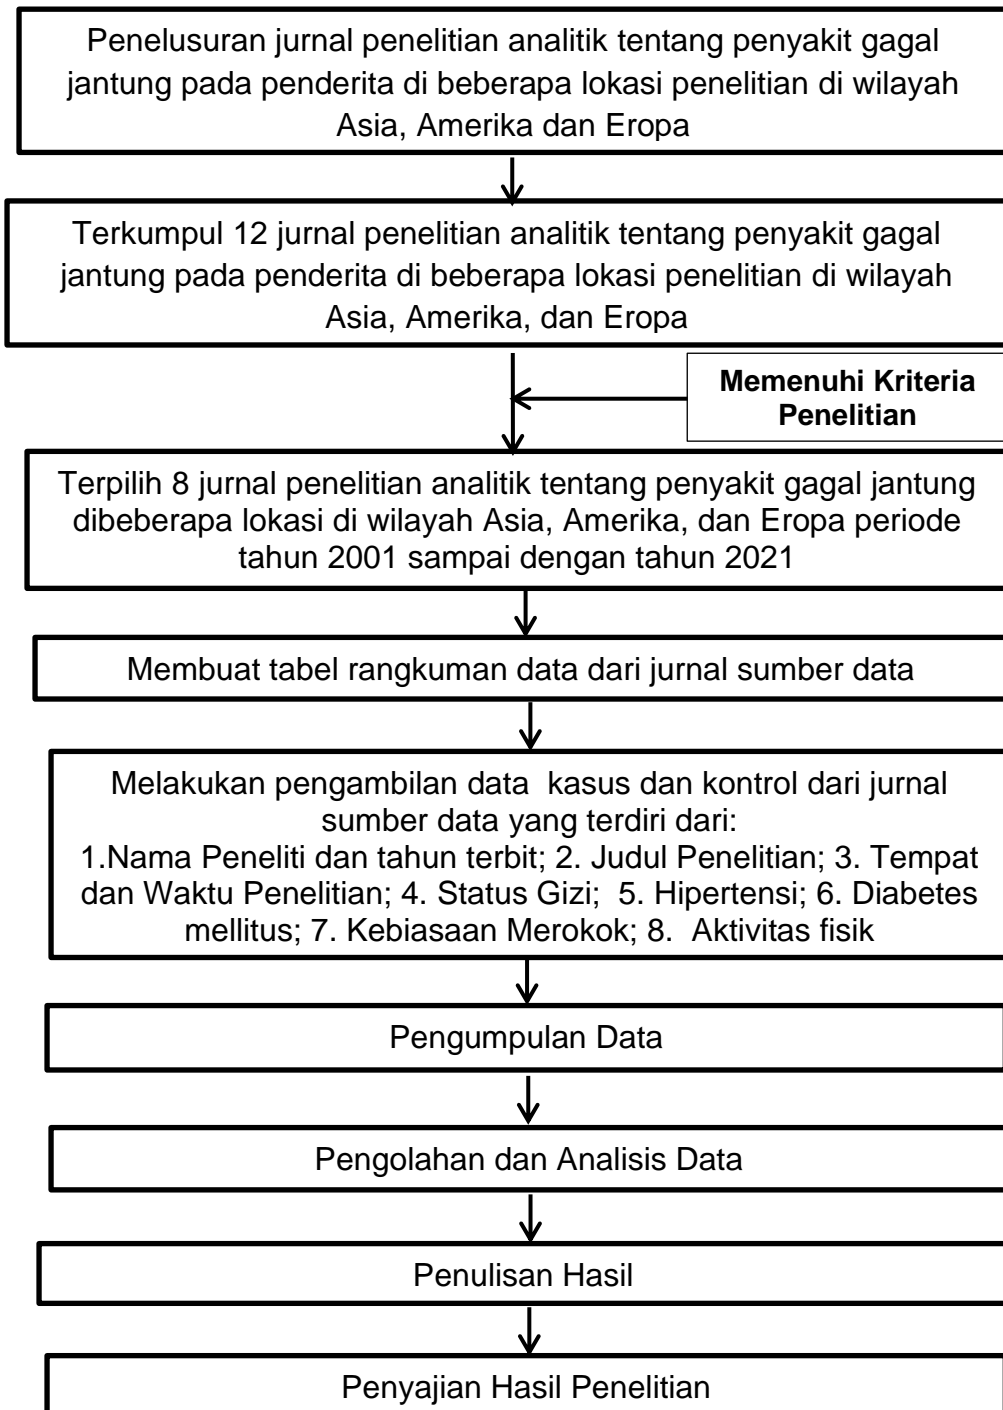 Penelusuran jurnal penelitian analitik tentang penyakit gagal
jantung pada penderita di beberapa lokasi penelitian di wilayah
Asia, Amerika dan Eropa
Terkumpul 12 jurnal penelitian analitik tentang penyakit gagal
jantung pada penderita di beberapa lokasi penelitian di wilayah
Asia, Amerika, dan Eropa
Memenuhi Kriteria
Penelitian
Terpilih 8 jurnal penelitian analitik tentang penyakit gagal jantung
dibeberapa lokasi di wilayah Asia, Amerika, dan Eropa periode
tahun 2001 sampai dengan tahun 2021
Membuat tabel rangkuman data dari jurnal sumber data
Melakukan pengambilan data kasus dan kontrol dari jurnal
sumber data yang terdiri dari:
1.Nama Peneliti dan tahun terbit; 2. Judul Penelitian; 3. Tempat
dan Waktu Penelitian; 4. Status Gizi; 5. Hipertensi; 6. Diabetes
mellitus; 7. Kebiasaan Merokok; 8. Aktivitas fisik
Pengumpulan Data
Pengolahan dan Analisis Data
Penulisan Hasil
Penyajian Hasil Penelitian